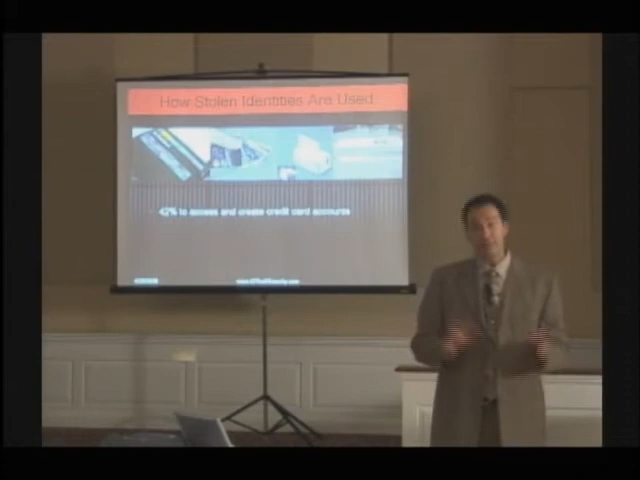 How Stolen Identities Are Used
42% to access and create credit card accounts